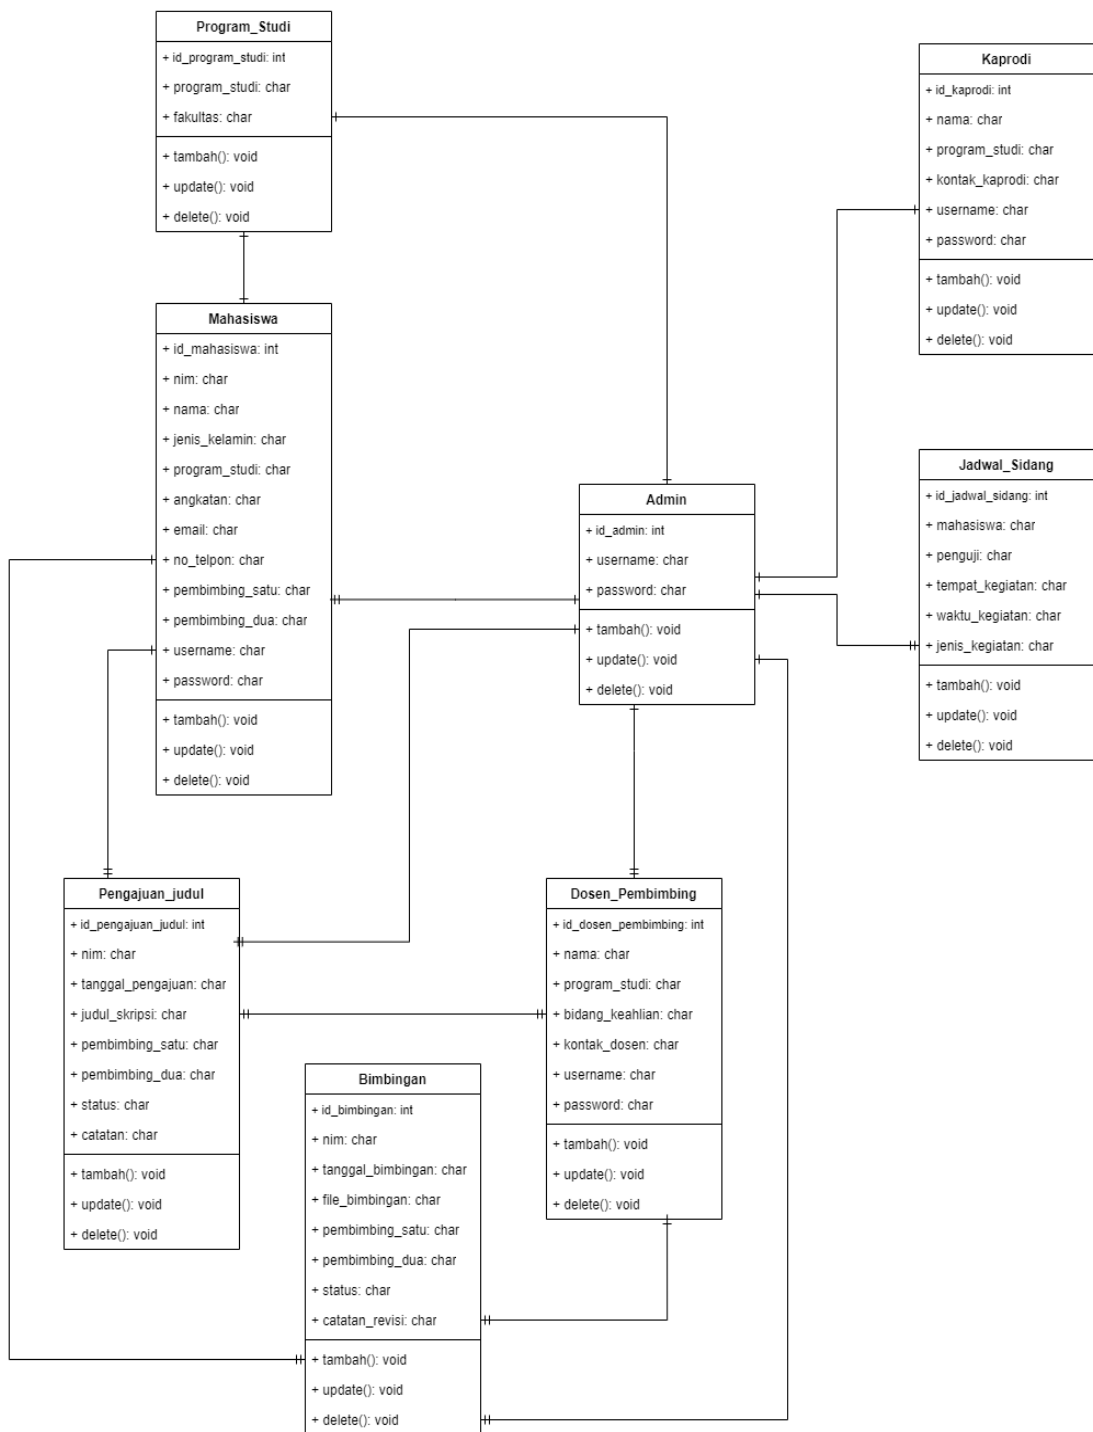 Program_Studi
+ id_program_studi: int
+ program_studi: char
+ fakultas: char
+ tambah(): void
+ update(): void
+ delete(): void
Kaprodi
+ id_kaprodi: int
+ nama: char
+ program_studi: char
+ kontak_kaprodi: char
+ username: char
+ password: char
+ tambah(): void
+ update(): void
+ delete(): void
Mahasiswa
+ id_mahasiswa: int
+ nim: char
+ nama: char
+ jenis_kelamin: char
+ program_studi: char
+ angkatan: char
+ email: char
+ no_telpon: char
+ pembimbing_satu: char
+ pembimbing_dua: char
+ username: char
+ password: char
+ tambah(): void
+ update(): void
+ delete(): void
Admin
+ id_admin: int
+ username: char
+ password: char
+ tambah(): void
+ update(): void
+ delete(): void
Jadwal_Sidang
+ id_jadwal_sidang: int
+ mahasiswa: char
+ penguji: char
+ tempat_kegiatan: char
+ waktu_kegiatan: char
+ jenis_kegiatan: char
+ tambah(): void
+ update(): void
+ delete(): void
Pengajuan_judul
+ id_pengajuan_judul: int
+ nim: char
+ tanggal_pengajuan: char
+ judul_skripsi: char
+ pembimbing_satu: char
+ pembimbing_dua: char
+ status: char
+ catatan: char
+ tambah(): void
+ update(): void
+ delete(): void
Dosen_Pembimbing
+ id_dosen_pembimbing: int
+ nama: char
+ program_studi: char
+ bidang_keahlian: char
+ kontak_dosen: char
+ username: char
+ password: char
+ tambah(): void
+ update(): void
+ delete(): void
Bimbingan
+ id_bimbingan: int
+ nim: char
+ tanggal_bimbingan: char
+ file_bimbingan: char
+ pembimbing_satu: char
+ pembimbing_dua: char
+ status: char
+ catatan_revisi: char
+ tambah(): void
+ update(): void
+ delete(): void